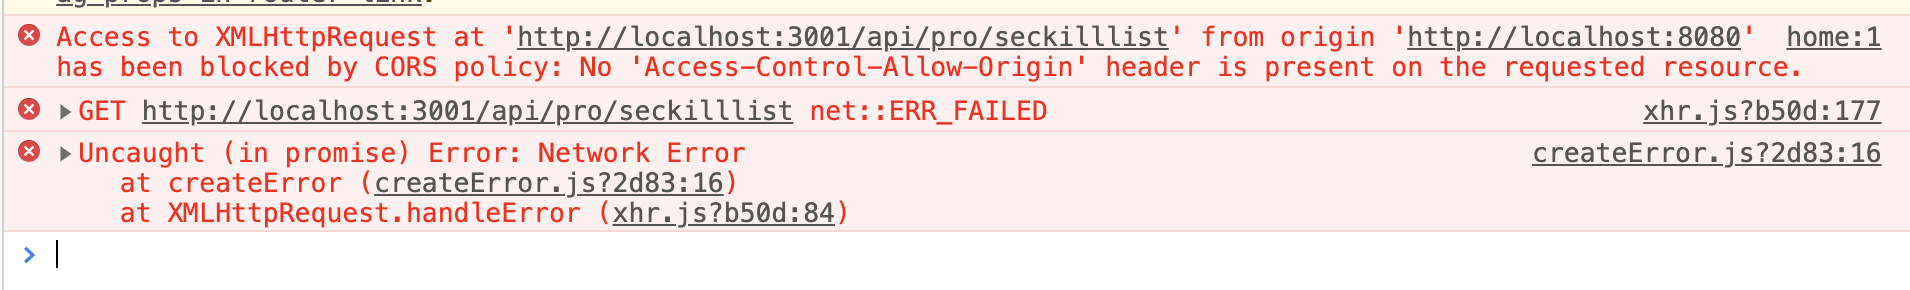 Access to XMLHttpRequest at 'http://localhost:3001/api/pro/seckilllist' from origin 'http://localhost:8080' home:1
has been blocked by CORS policy: No 'Access-Control-Allow-Origin' header is present on the requested resource.
GET http://localhost:3001/api/pro/seckilllist net::ERR_FAILED xhr.js?b50d:177
Uncaught (in promise) Error: Network Error createError.js?2d83:16
at createError (createError.js?2d83:16)
at XMLHttpRequest.handleError (xhr.js?b50d:84)